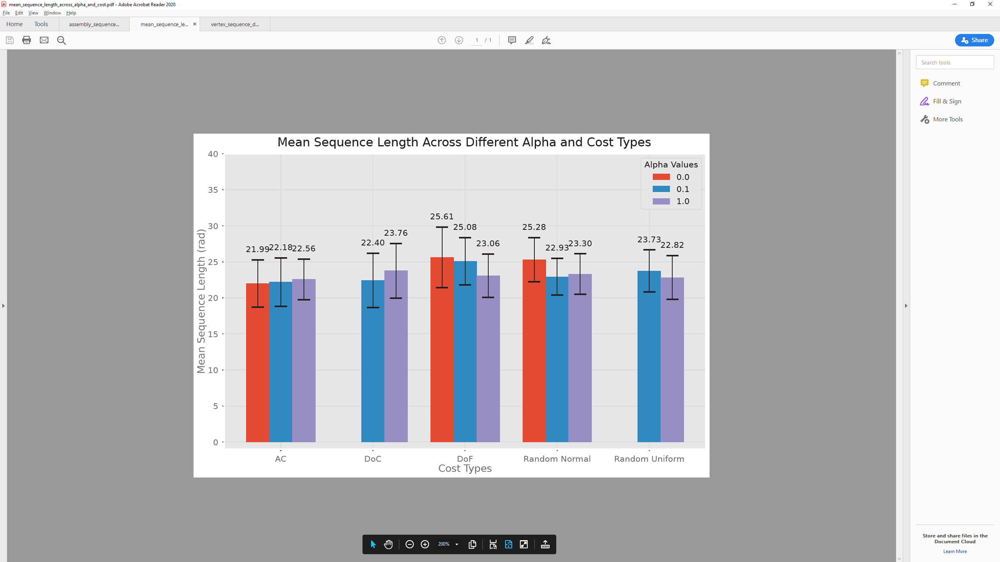 mean_sequence_length_across_alpha_and_cost.pdf - Adobe Acrobat Reader 2020
File Edit View Window Help
Home Tools assembly_sequence... mean_sequence_le... × vertex_sequence_d...
1 / 1
Share
Search tools
Comment
Fill & Sign
More Tools
Mean Sequence Length Across Different Alpha and Cost Types
Mean Sequence Length (rad)
40
35
30
25
20
15
10
5
0
Alpha Values
0.0
0.1
1.0
21.99 22.18 22.56
22.40 23.76
25.61 25.08 23.06
25.28 22.93 23.30
23.73 22.82
AC DoC DoF Random Normal Random Uniform
Cost Types
200%
Store and share files in the
Document Cloud
Learn More